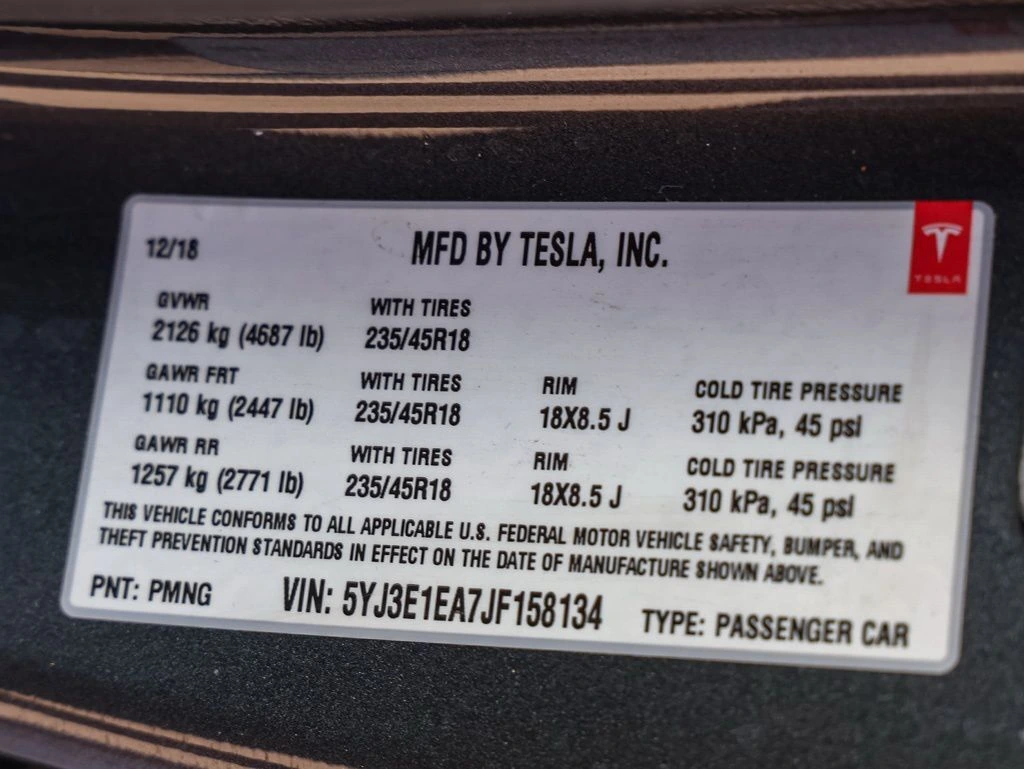 12/18 MFD BY TESLA, INC.
TESLA
GVWR WITH TIRES
2126 kg (4687 lb) 235/45R18
GAWR FRT WITH TIRES RIM COLD TIRE PRESSURE
1110 kg (2447 lb) 235/45R18 18X8.5 J 310 kPa, 45 psi
GAWR RR WITH TIRES RIM COLD TIRE PRESSURE
1257 kg (2771 lb) 235/45R18 18X8.5 J 310 kPa, 45 psi
THIS VEHICLE CONFORMS TO ALL APPLICABLE U.S. FEDERAL MOTOR VEHICLE SAFETY, BUMPER, AND
THEFT PREVENTION STANDARDS IN EFFECT ON THE DATE OF MANUFACTURE SHOWN ABOVE.
PNT: PMNG VIN: 5YJ3E1EA7JF158134 TYPE: PASSENGER CAR